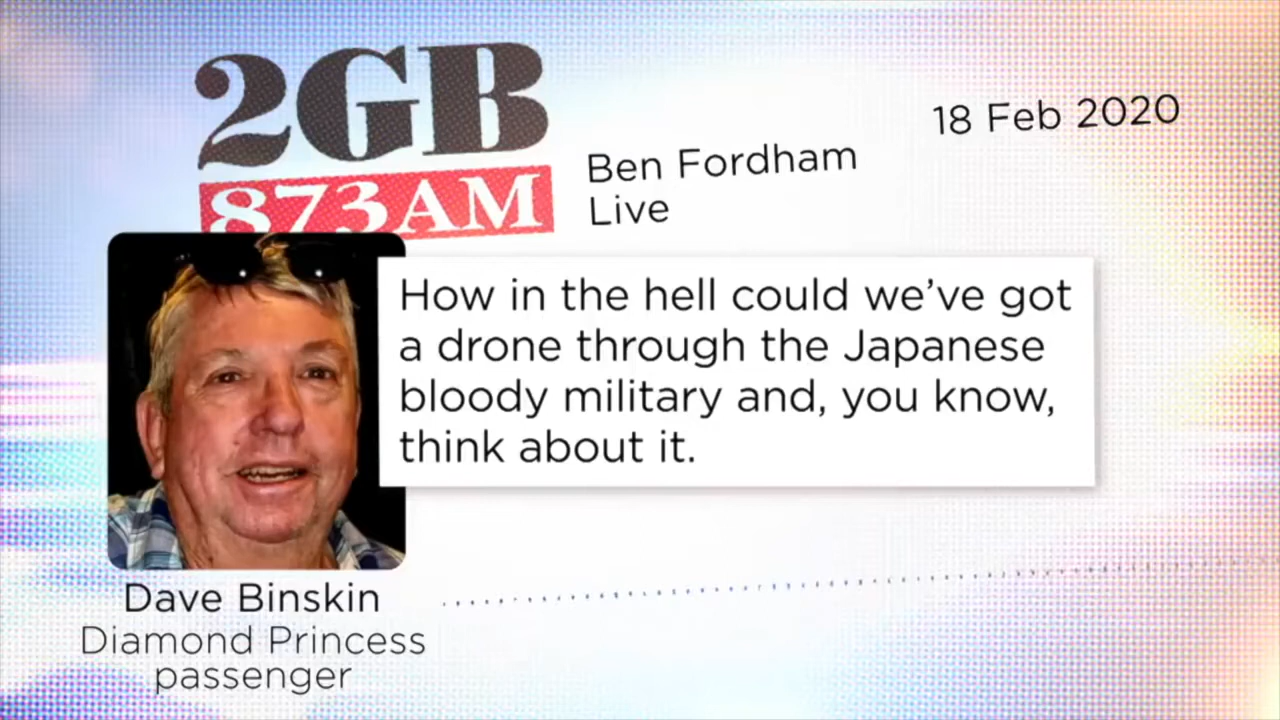 2GB
873AM
Ben Fordham
Live
18 Feb 2020
How in the hell could we’ve got
a drone through the Japanese
bloody military and, you know,
think about it.
Dave Binskin
Diamond Princess
passenger